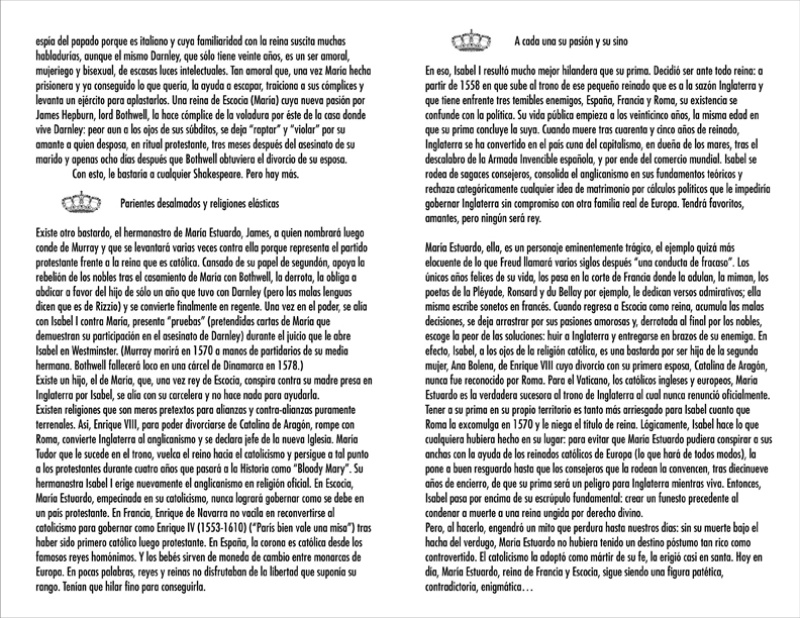 espía del papado porque es italiano y cuya familiaridad con la reina suscita muchas
habladurías, aunque el mismo Darnley, que sólo tiene veinte años, es un ser amoral,
mujeriego y bisexual, de escasas luces intelectuales. Tan amoral que, una vez María hecha
prisionera y ya conseguido lo que quería, la ayuda a escapar, traiciona a sus cómplices y
levanta un ejército para aplastarlos. Una reina de Escocia (María) cuya nueva pasión por
James Hepburn, lord Bothwell, la hace cómplice de la voladura por éste de la casa donde
vive Darnley: peor aun a los ojos de sus súbditos, se deja "raptar" y "violar" por su
amante a quien desposa, en ritual protestante, tres meses después del asesinato de su
marido y apenas ocho días después que Bothwell obtuviera el divorcio de su esposa.
Con esto, le bastaría a cualquier Shakespeare. Pero hay más.
Parientes desalmados y religiones elásticas
Existe otro bastardo, el hermanastro de María Estuardo, James, a quien nombrará luego
conde de Murray y que se levantará varias veces contra ella porque representa el partido
protestante frente a la reina que es católica. Cansado de su papel de segundón, apoya la
rebelión de los nobles tras el casamiento de María con Bothwell, la derrota, la obliga a
abdicar a favor del hijo de sólo un año que tuvo con Darnley (pero las malas lenguas
dicen que es de Rizzio) y se convierte finalmente en regente. Una vez en el poder, se alía
con Isabel I contra María, presenta "pruebas" (pretendidas cartas de María que
demuestran su participación en el asesinato de Darnley) durante el juicio que le abre
Isabel en Westminster. (Murray morirá en 1570 a manos de partidarios de su media
hermana. Bothwell fallecerá loco en una cárcel de Dinamarca en 1578.)
Existe un hijo, el de María, que, una vez rey de Escocia, conspira contra su madre presa en
Inglaterra por Isabel, se alía con su carcelera y no hace nada para ayudarla.
Existen religiones que son meros pretextos para alianzas y contra-alianzas puramente
terrenales. Así, Enrique VIII, para poder divorciarse de Catalina de Aragón, rompe con
Roma, convierte Inglaterra al anglicanismo y se declara jefe de la nueva Iglesia. María
Tudor que le sucede en el trono, vuelca el reino hacia el catolicismo y persigue a tal punto
a los protestantes durante cuatro años que pasará a la Historia como "Bloody Mary". Su
hermanastra Isabel I erige nuevamente el anglicanismo en religión oficial. En Escocia,
María Estuardo, empecinada en su catolicismo, nunca logrará gobernar como se debe en
un país protestante. En Francia, Enrique de Navarro no vacila en reconvertirse al
catolicismo para gobernar como Enrique IV (1553-1610) ("París bien vale una misa") tras
haber sido primero católico luego protestante. En España, la corona es católica desde los
famosos reyes homónimos. Y los bebés sirven de moneda de cambio entre monarcas de
Europa. En pocas palabras, reyes y reinas no disfrutaban de la libertad que suponía su
rango. Tenían que hilar fino para conseguirla.
A cada una su pasión y su sino
En eso, Isabel I resultó mucho mejor hilandera que su prima. Decidió ser ante todo reina: a
partir de 1558 en que sube al trono de ese pequeño reinado que es a la sazón Inglaterra y
que tiene enfrente tres temibles enemigos, España, Francia y Roma, su existencia se
confunde con la política. Su vida pública empieza a los veinticinco años, la misma edad en
que su prima concluye la suya. Cuando muere tras cuarenta y cinco años de reinado,
Inglaterra se ha convertido en el país cuna del capitalismo, en dueña de los mares, tras el
descalabro de la Armada Invencible española, y por ende del comercio mundial. Isabel se
rodea de sagaces consejeros, consolida el anglicanismo en sus fundamentos teóricos y
rechaza categóricamente cualquier idea de matrimonio por cálculos políticos que le impediría
gobernar Inglaterra sin compromiso con otra familia real de Europa. Tendrá favoritos,
amantes, pero ningún será rey.
María Estuardo, ella, es un personaje eminentemente trágico, el ejemplo quizá más
elocuente de lo que Freud llamará varios siglos después "una conducta de fracaso". Los
únicos años felices de su vida, los pasa en la corte de Francia donde la adulan, la miman, los
poetas de la Pléyade, Ronsard y du Bellay por ejemplo, le dedican versos admirativos; ella
misma escribe sonetos en francés. Cuando regresa a Escocia como reina, acumula las malas
decisiones, se deja arrastrar por sus pasiones amorosas y, derrotada al final por los nobles,
escoge la peor de las soluciones: huir a Inglaterra y entregarse en brazos de su enemiga. En
efecto, Isabel, a los ojos de la religión católica, es una bastarda por ser hija de la segunda
mujer, Ana Bolena, de Enrique VIII cuyo divorcio con su primera esposa, Catalina de Aragón,
nunca fue reconocido por Roma. Para el Vaticano, los católicos ingleses y europeos, María
Estuardo es la verdadera sucesora al trono de Inglaterra al cual nunca renunció oficialmente.
Tener a su prima en su propio territorio es tanto más arriesgado para Isabel cuanto que
Roma la excomulga en 1570 y le niega el título de reina. Lógicamente, Isabel hace lo que
cualquiera hubiera hecho en su lugar: para evitar que María Estuardo pudiera conspirar a sus
anchas con la ayuda de los reinados católicos de Europa (lo que hará de todos modos), la
pone a buen resguardo hasta que los consejeros que la rodean la convencen, tras diecinueve
años de encierro, de que su prima será un peligro para Inglaterra mientras viva. Entonces,
Isabel pasa por encima de su escrúpulo fundamental: crear un funesto precedente al
condenar a muerte a una reina ungida por derecho divino.
Pero, al hacerlo, engendró un mito que perdura hasta nuestros días: sin su muerte bajo el
hacha del verdugo, María Estuardo no hubiera tenido un destino póstumo tan rico como
controvertido. El catolicismo la adoptó como mártir de su fe, la erigió casi en santa. Hoy en
día, María Estuardo, reina de Francia y Escocia, sigue siendo una figura patética,
contradictoria, enigmática…